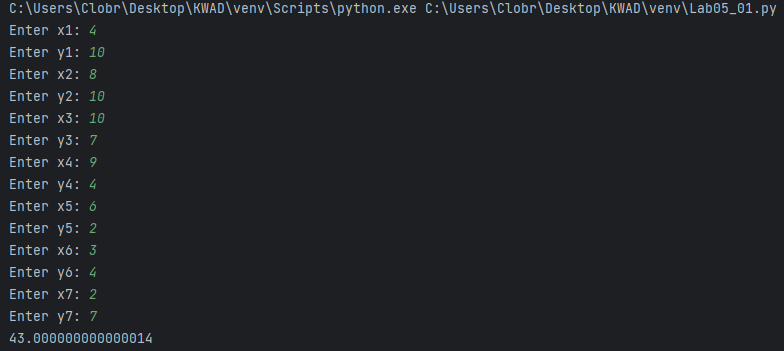 C:\Users\Clobr\Desktop\KWAD\venv\Scripts\python.exe C:\Users\Clobr\Desktop\KWAD\venv\Lab05_01.py
Enter x1: 4
Enter y1: 10
Enter x2: 8
Enter y2: 10
Enter x3: 10
Enter y3: 7
Enter x4: 9
Enter y4: 4
Enter x5: 6
Enter y5: 2
Enter x6: 3
Enter y6: 4
Enter x7: 2
Enter y7: 7
43.000000000000014